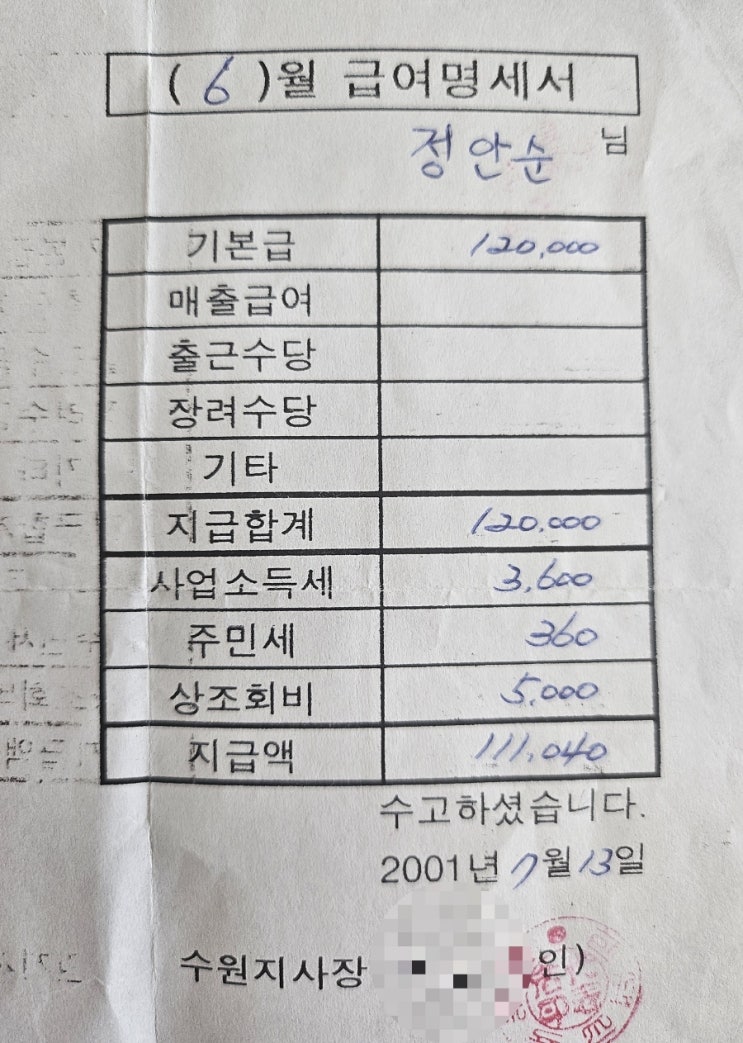 ( 6 )월 급여명세서
정안순 님
기본급 120,000
매출급여
출근수당
장려수당
기타
지급합계 120.000
사업소득세 3,600
주민세 360
상조회비 5.000
지급액 111.040
수고하셨습니다.
2001년 7월 13일
수원지사장 인)